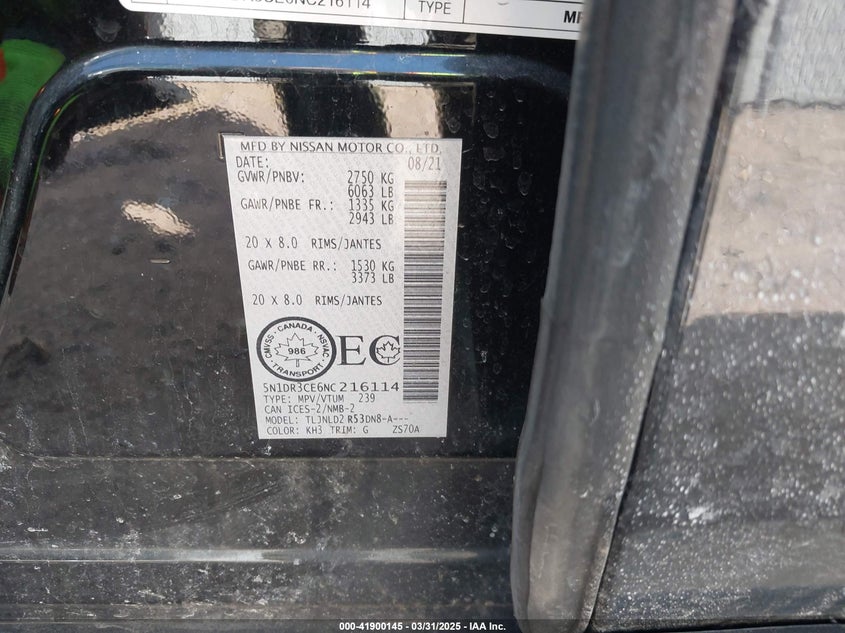 216114
TYPE
MFD BY NISSAN MOTOR CO., LTD.
DATE: 08/21
GVWR/PNBV: 2750 KG
6063 LB
GAWR/PNBE FR.: 1335 KG
2943 LB
20 X 8.0 RIMS/JANTES
GAWR/PNBE RR.: 1530 KG
3373 LB
20 X 8.0 RIMS/JANTES
CMVSS · CANADA · NSVAC · TRANSPORT ·
986
EC
5N1DR3CE6NC216114
TYPE: MPV/VTUM 239
CAN ICES-2/NMB-2
MODEL: TLJNLD2 R53DN8-A---
COLOR: KH3 TRIM: G ZS70A
000-41900145 — 03/31/2025 — IAA Inc.